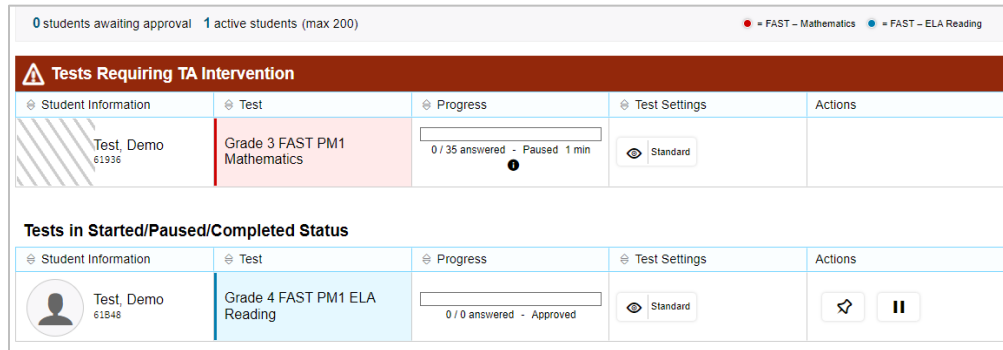 0 students awaiting approval 1 active students (max 200)
= FAST – Mathematics = FAST – ELA Reading
Tests Requiring TA Intervention
Student Information Test Progress Test Settings Actions
Test, Demo
61936
Grade 3 FAST PM1
Mathematics
0 / 35 answered - Paused 1 min
Standard
Tests in Started/Paused/Completed Status
Student Information Test Progress Test Settings Actions
Test, Demo
61B48
Grade 4 FAST PM1 ELA
Reading
0 / 0 answered - Approved
Standard